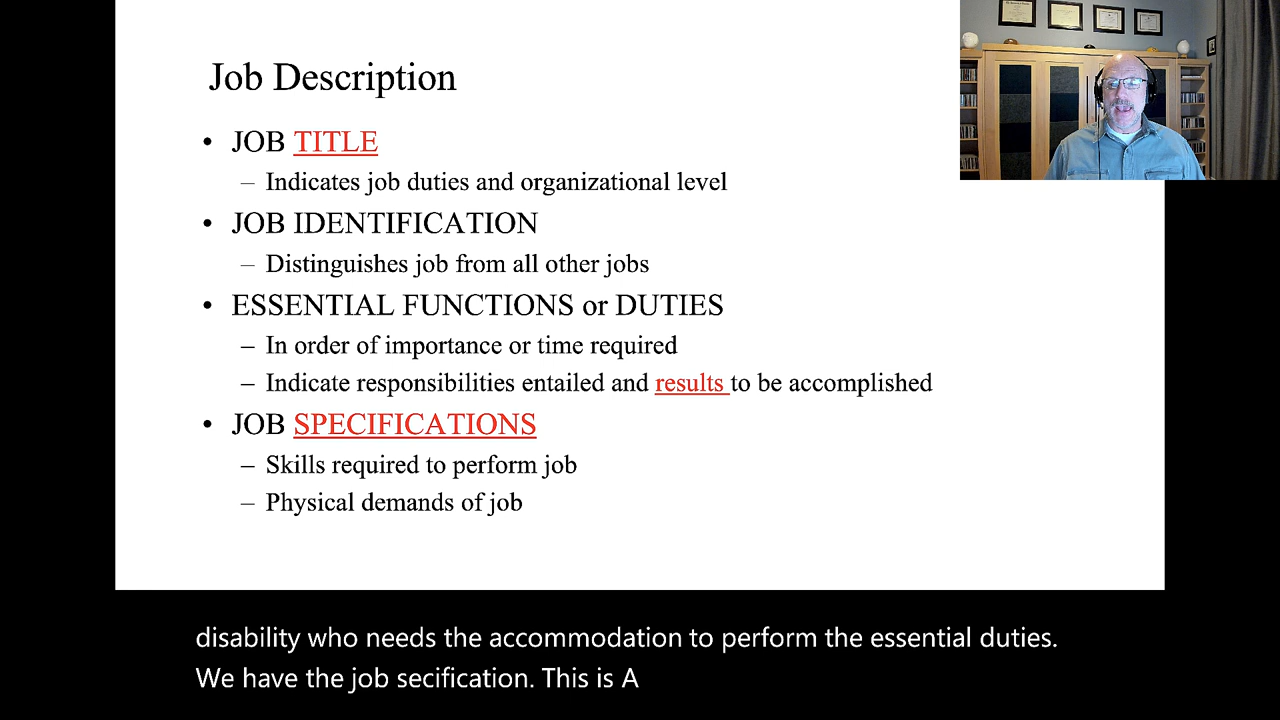 Job Description
• JOB TITLE
– Indicates job duties and organizational level
• JOB IDENTIFICATION
– Distinguishes job from all other jobs
• ESSENTIAL FUNCTIONS or DUTIES
– In order of importance or time required
– Indicate responsibilities entailed and results to be accomplished
• JOB SPECIFICATIONS
– Skills required to perform job
– Physical demands of job
disability who needs the accommodation to perform the essential duties.
We have the job secification. This is A